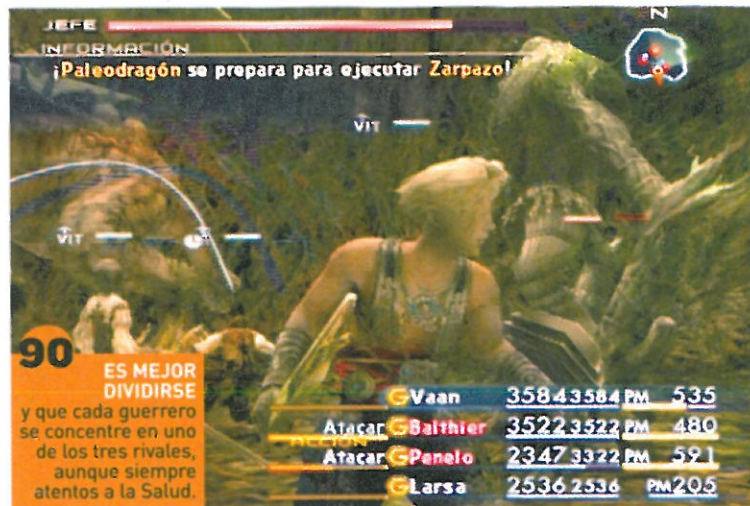 JEFE
N
INFORMACIÓN
¡Paleodragón se prepara para ejecutar Zarpazo!
VIT
VIT
90
ES MEJOR
DIVIDIRSE
y que cada guerrero
se concentre en uno
de los tres rivales,
aunque siempre
atentos a la Salud.
G Vaan 3584 3584 PM 535
Atacar G Balthier 3522 3522 PM 480
ACCIÓN
Atacar G Penelo 2347 3322 PM 591
G Larsa 2536 2536 PM 205